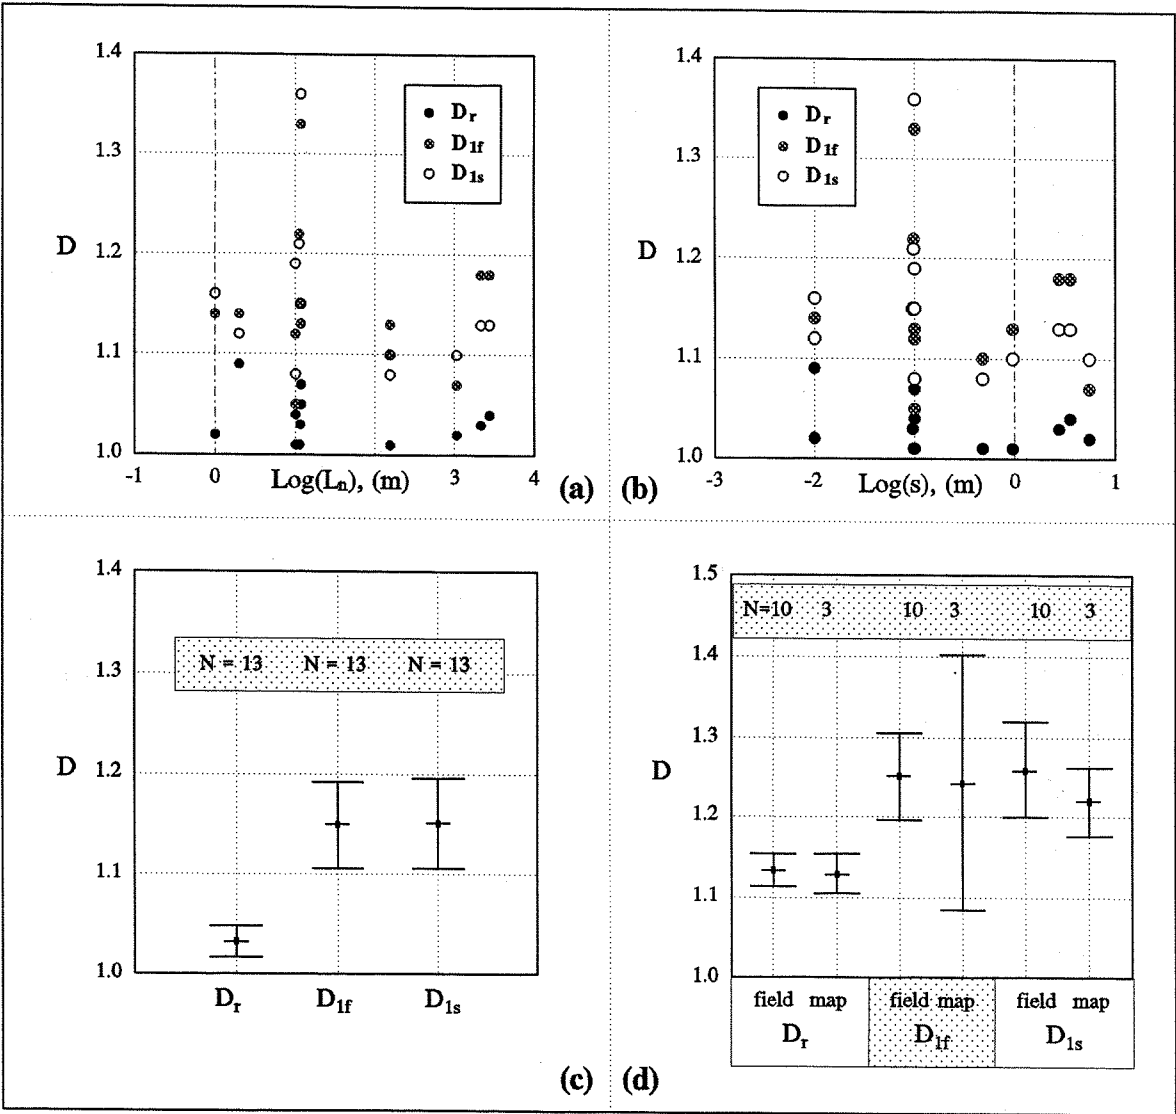 1.4
1.3
1.2
1.1
1.0
D
D_r
D_1f
D_1s
-1
0
1
3
4
Log(L_n), (m)
(a)
1.4
1.3
1.2
1.1
1.0
D
D_r
D_1f
D_1s
-3
-2
-1
0
1
Log(s), (m)
(b)
1.4
1.3
1.2
1.1
1.0
D
N = 13 N = 13 N = 13
D_r D_1f D_1s
(c)
1.5
1.4
1.3
1.2
1.1
1.0
D
N=10 3 10 3 10 3
field map field map field map
D_r D_1f D_1s
(d)